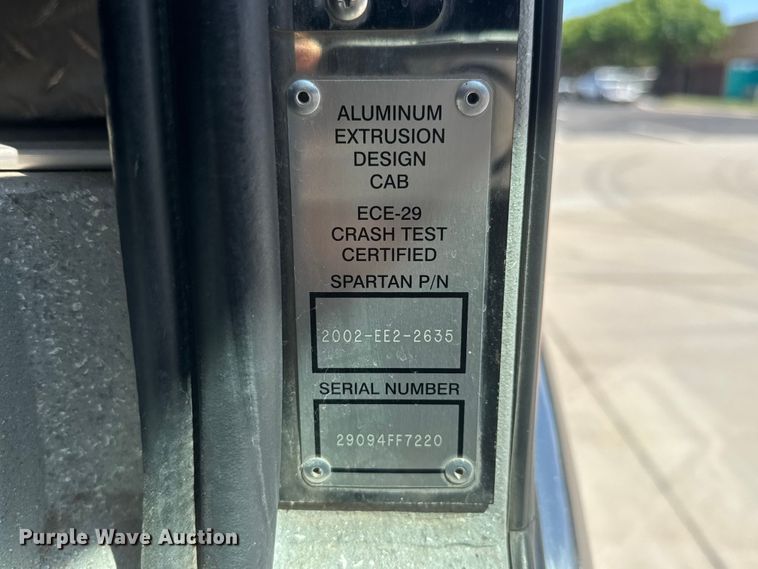 ALUMINUM
EXTRUSION
DESIGN
CAB
ECE-29
CRASH TEST
CERTIFIED
SPARTAN P/N
2002-EE2-2635
SERIAL NUMBER
29094FF7220
Purple Wave Auction